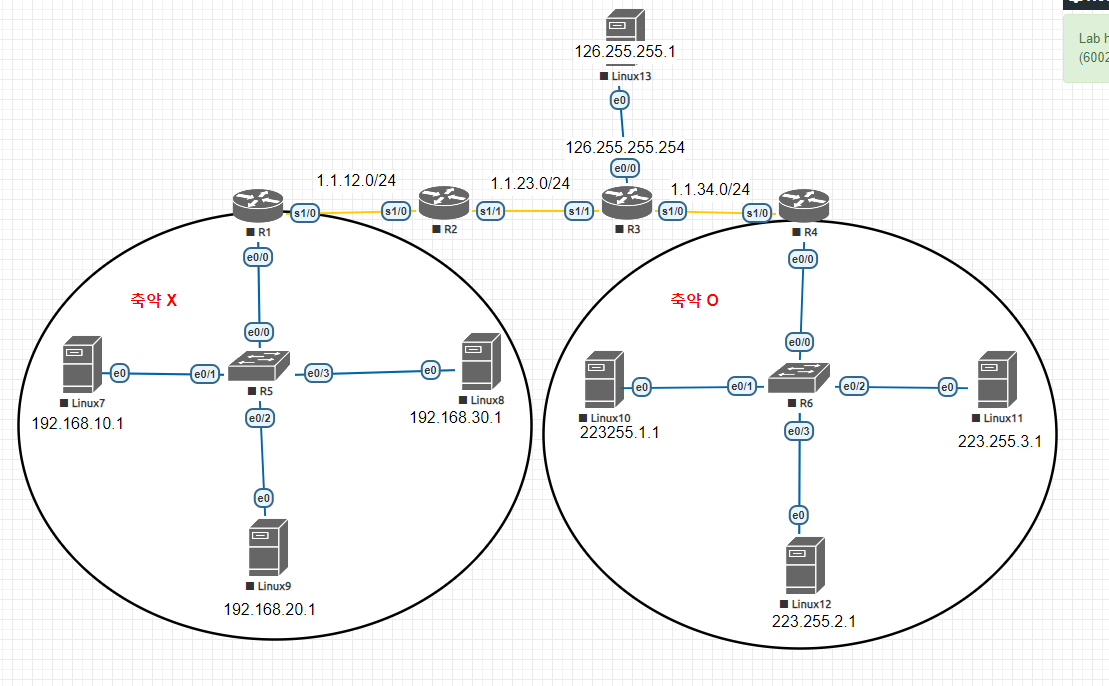 126.255.255.1
Linux13
e0
Lab h
(6002
126.255.255.254
e0/0
1.1.12.0/24
1.1.23.0/24
1.1.34.0/24
s1/0
s1/0
s1/1
s1/1
s1/0
s1/0
R1
R2
R3
R4
e0/0
e0/0
축약 X
축약 O
e0/0
e0/0
e0
e0/1
e0/3
e0
e0
e0/1
e0/2
e0
R5
R6
Linux7
Linux8
Linux10
Linux11
192.168.10.1
e0/2
192.168.30.1
223255.1.1
e0/3
223.255.3.1
e0
e0
Linux9
Linux12
192.168.20.1
223.255.2.1